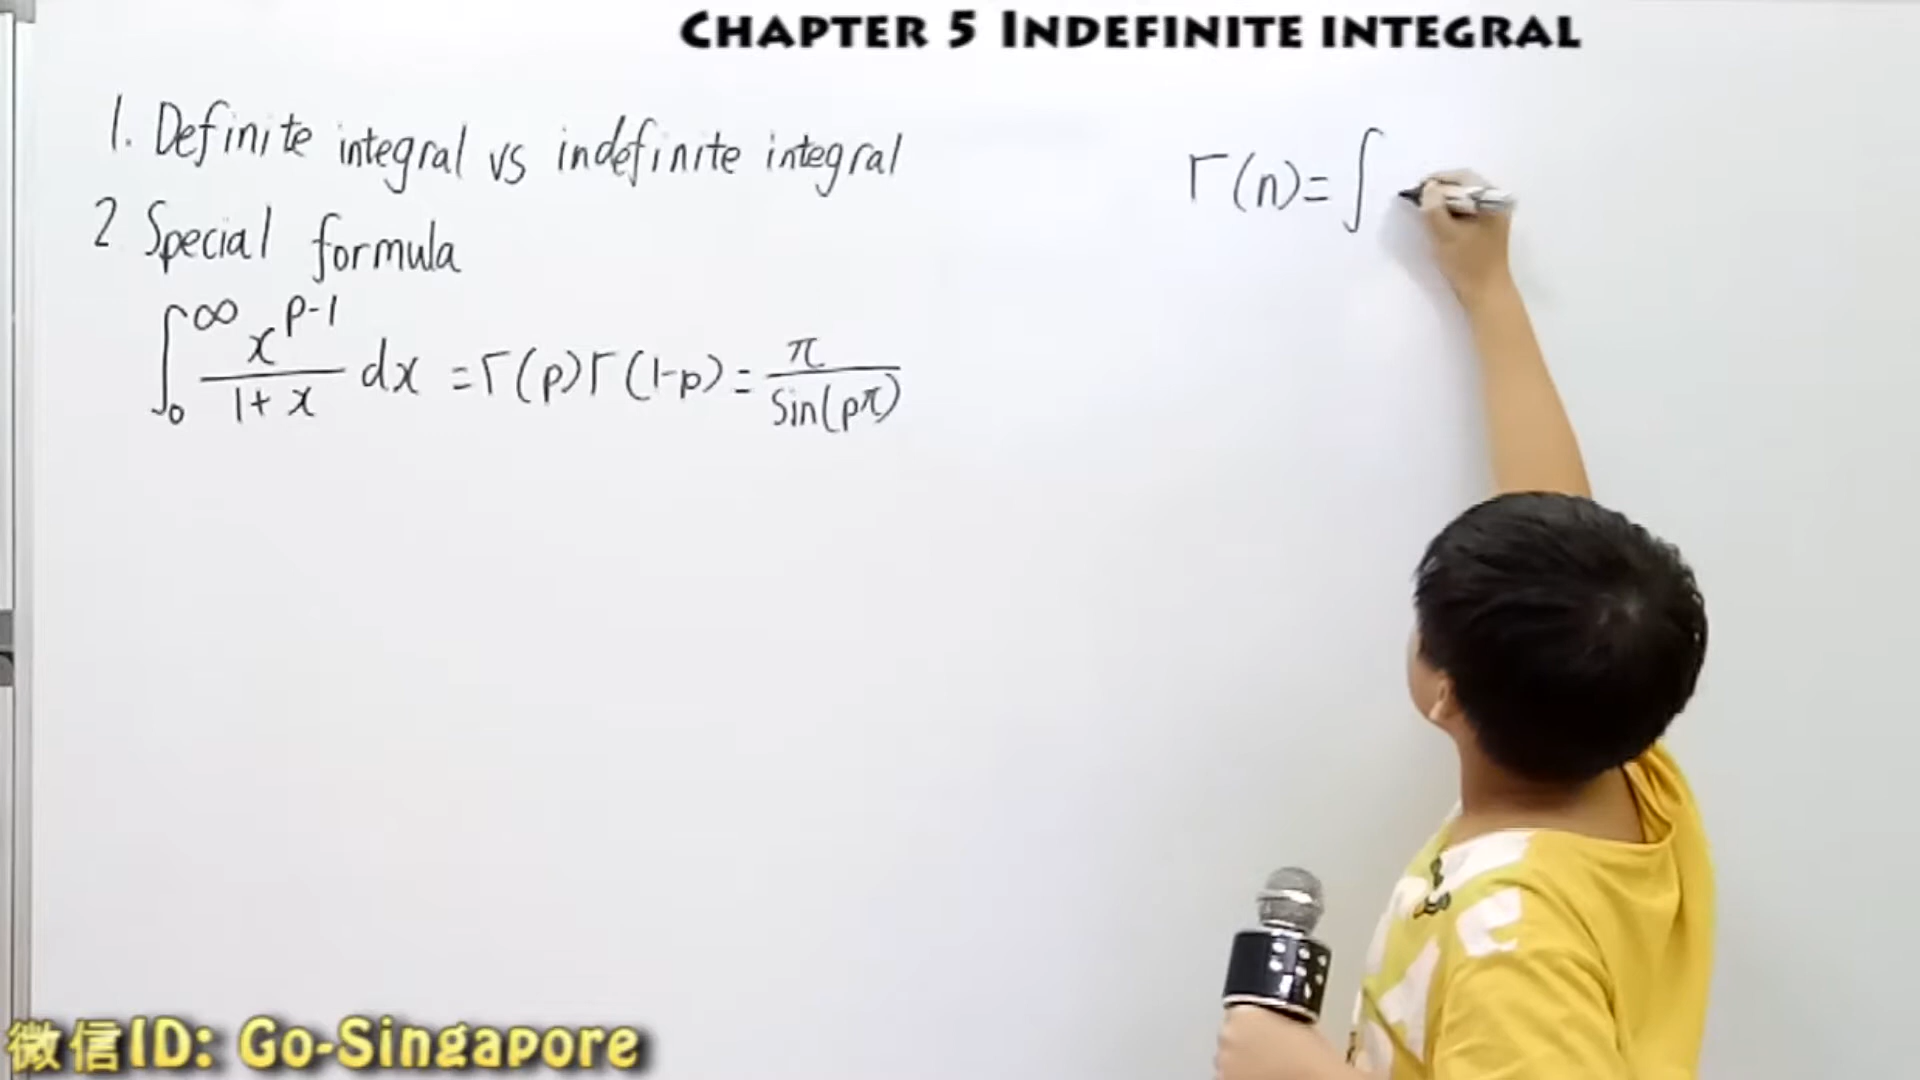 CHAPTER 5 INDEFINITE INTEGRAL
1. Definite integral vs indefinite integral
2 Special formula
∫₀^∞ x^(p-1)/(1+x) dx = Γ(p)Γ(1-p) = π/sin(pπ)
Γ(n)=∫
微信ID: Go-Singapore